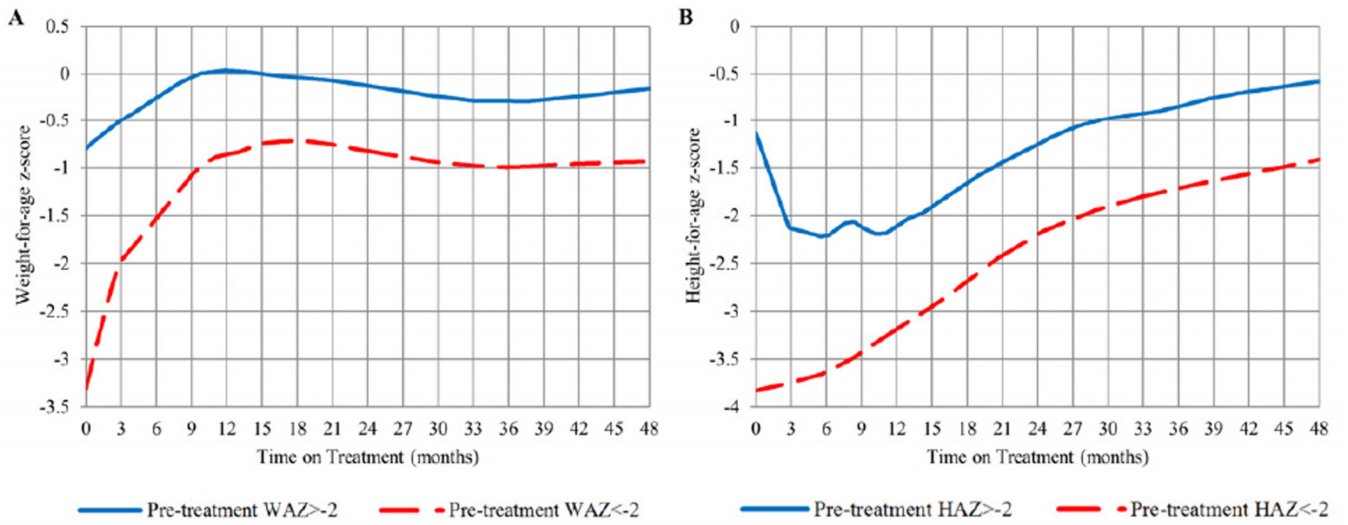 A
Weight-for-age z-score
0.5
0
-0.5
-1
-1.5
-2
-2.5
-3
-3.5
0 3 6 9 12 15 18 21 24 27 30 33 36 39 42 45 48
Time on Treatment (months)
Pre-treatment WAZ>-2 Pre-treatment WAZ<-2
B
Height-for-age z-score
0
-0.5
-1
-1.5
-2
-2.5
-3
-3.5
-4
0 3 6 9 12 15 18 21 24 27 30 33 36 39 42 45 48
Time on Treatment (months)
Pre-treatment HAZ>-2 Pre-treatment HAZ<-2